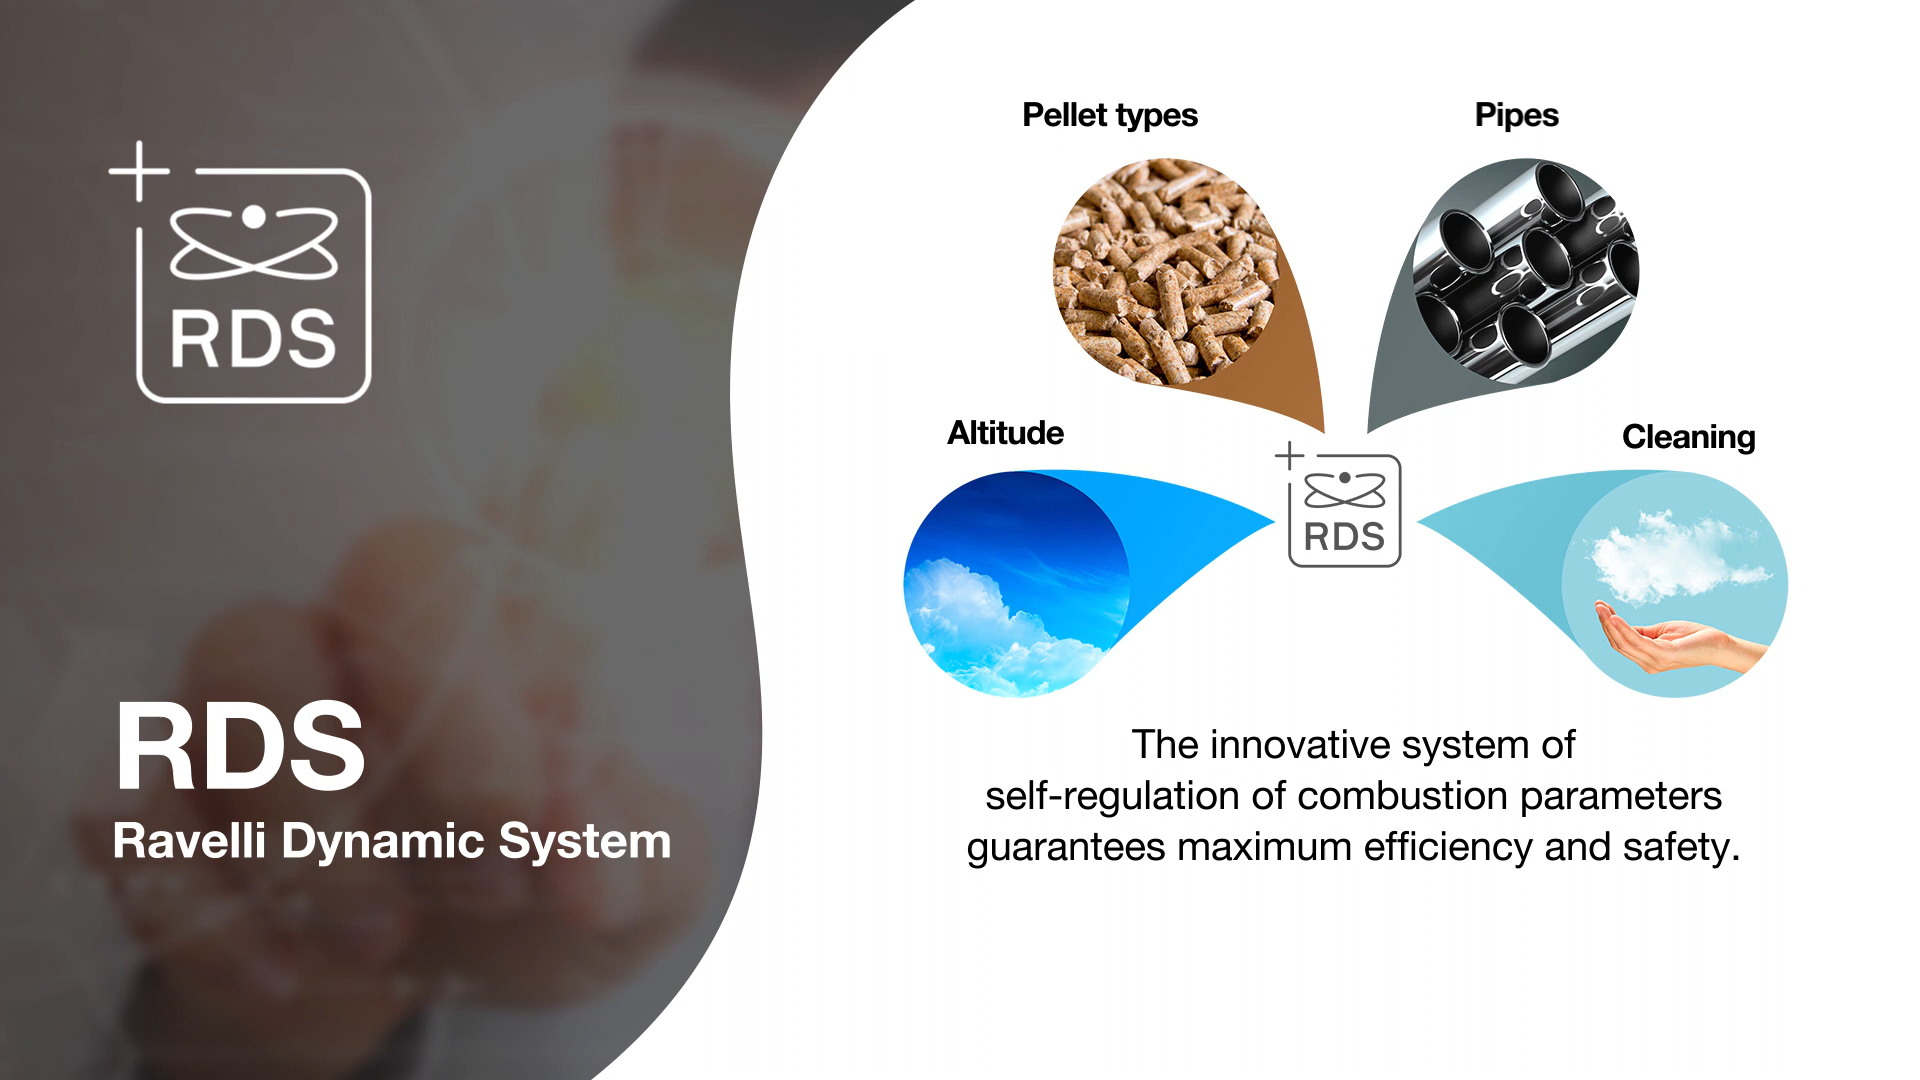 RDS
RDS
Ravelli Dynamic System
Pellet types
Pipes
Altitude
Cleaning
RDS
The innovative system of
self-regulation of combustion parameters
guarantees maximum efficiency and safety.